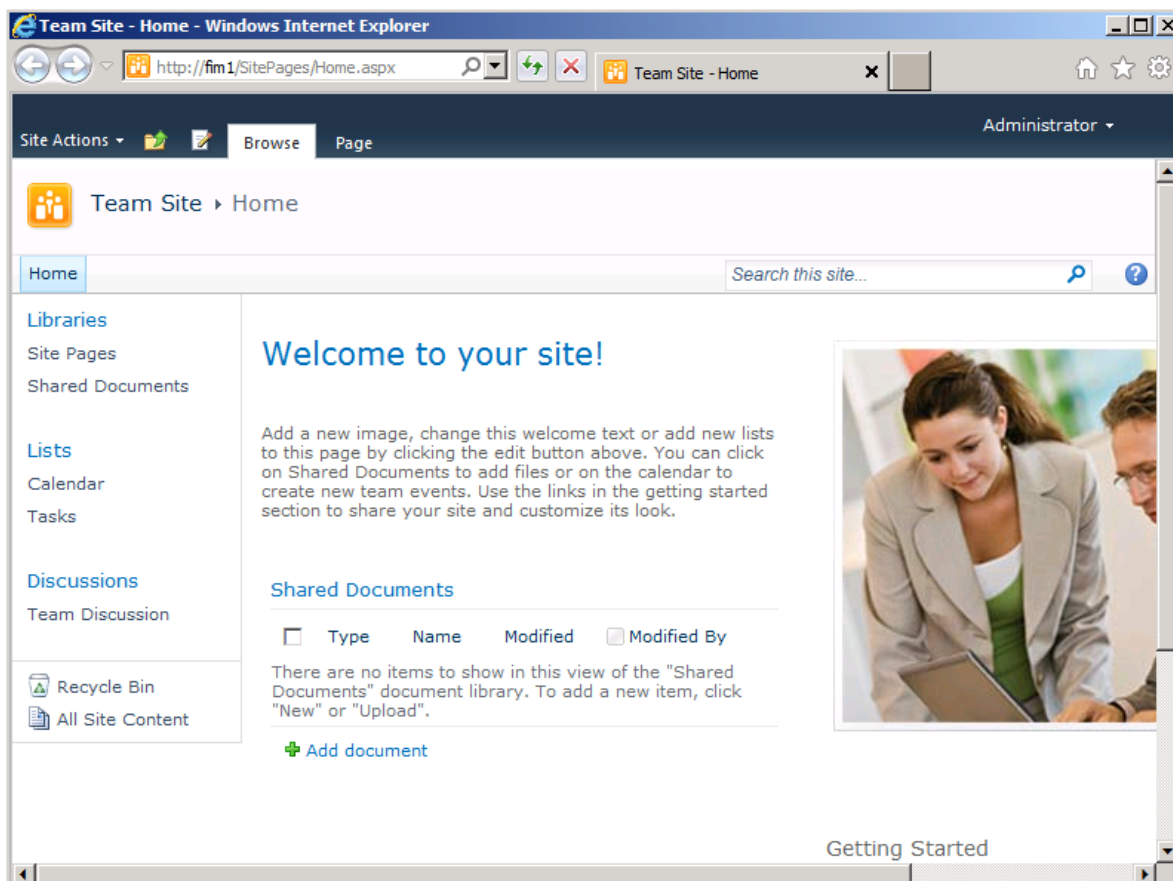 Team Site - Home - Windows Internet Explorer
http://fim1/SitePages/Home.aspx
Team Site - Home
Site Actions
Browse
Page
Administrator
Team Site Home
Home
Search this site...
Libraries
Site Pages
Shared Documents
Lists
Calendar
Tasks
Discussions
Team Discussion
Recycle Bin
All Site Content
Welcome to your site!
Add a new image, change this welcome text or add new lists
to this page by clicking the edit button above. You can click
on Shared Documents to add files or on the calendar to
create new team events. Use the links in the getting started
section to share your site and customize its look.
Shared Documents
Type Name Modified Modified By
There are no items to show in this view of the "Shared
Documents" document library. To add a new item, click
"New" or "Upload".
Add document
Getting Started